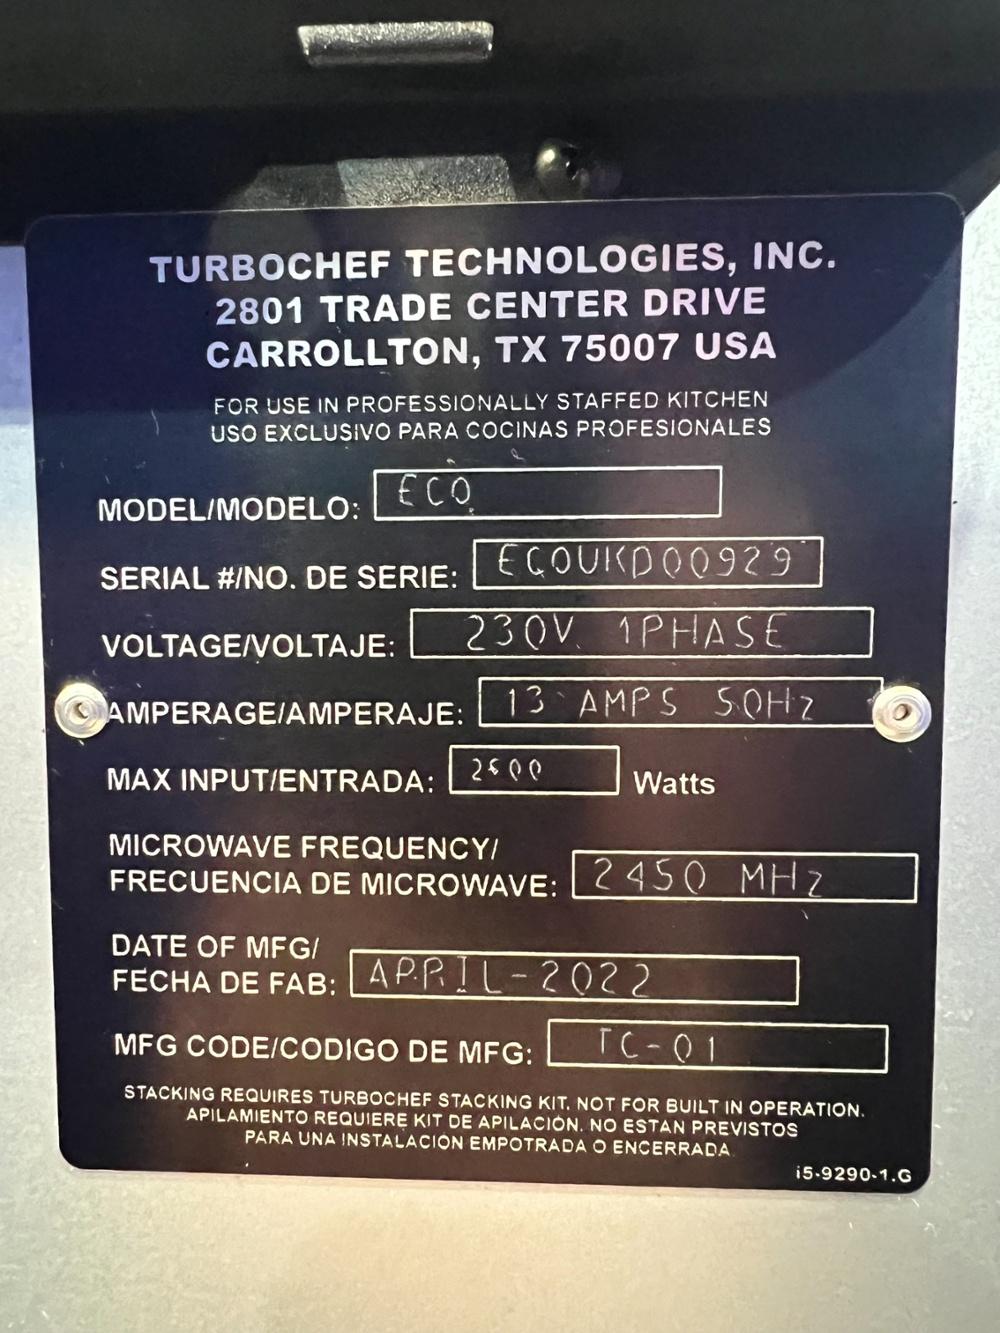 TURBOCHEF TECHNOLOGIES, INC.
2801 TRADE CENTER DRIVE
CARROLLTON, TX 75007 USA
FOR USE IN PROFESSIONALLY STAFFED KITCHEN
USO EXCLUSIVO PARA COCINAS PROFESIONALES
MODEL/MODELO: ECO
SERIAL #/NO. DE SERIE: ECOUKD00929
VOLTAGE/VOLTAJE: 230V 1PHASE
AMPERAGE/AMPERAJE: 13 AMPS 50Hz
MAX INPUT/ENTRADA: Watts
MICROWAVE FREQUENCY/
FRECUENCIA DE MICROWAVE: 2450 MHz
DATE OF MFG/
FECHA DE FAB: APRIL-2022
MFG CODE/CODIGO DE MFG: TC-01
STACKING REQUIRES TURBOCHEF STACKING KIT. NOT FOR BUILT IN OPERATION.
APILAMIENTO REQUIERE KIT DE APILACIÓN. NO ESTAN PREVISTOS
PARA UNA INSTALACIÓN EMPOTRADA O ENCERRADA.
i5-9290-1.G